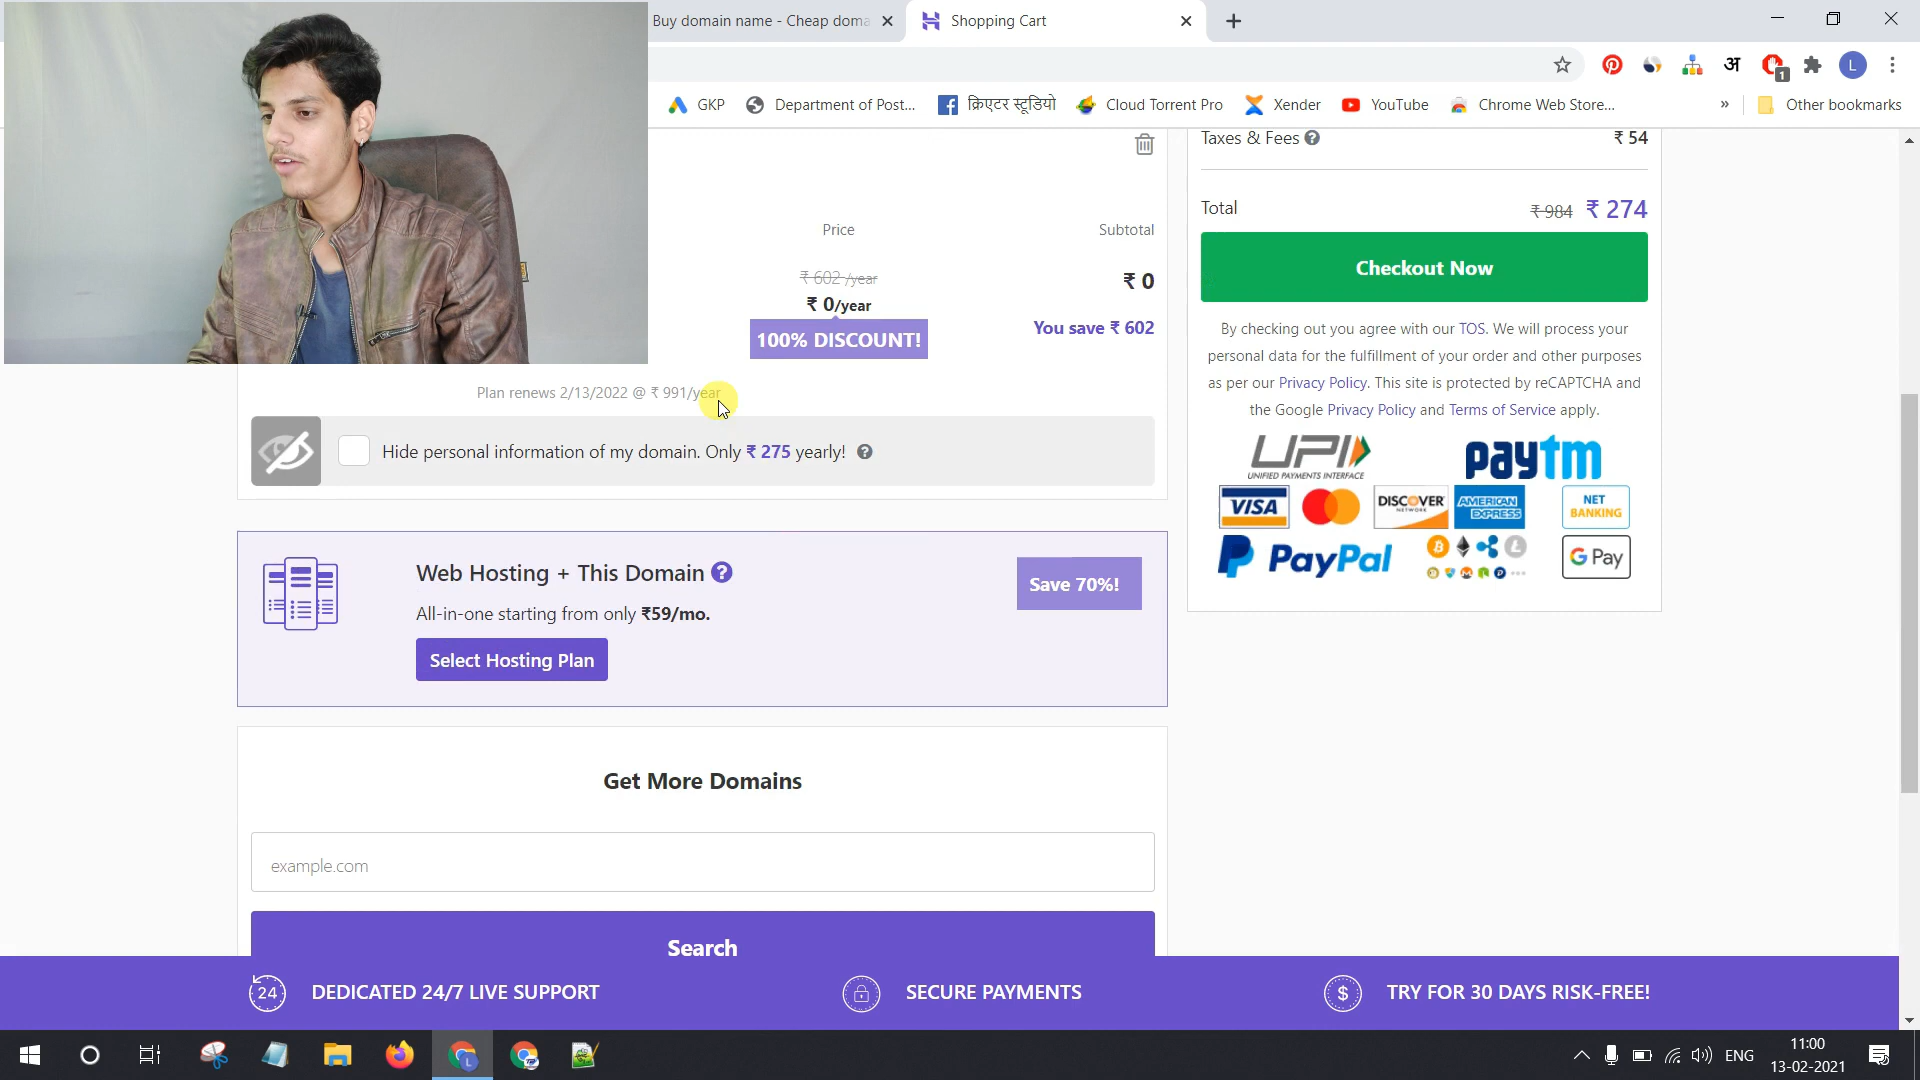 Buy domain name - Cheap doma
Shopping Cart
अ
1
L
GKP
Department of Post...
क्रिएटर स्टूडियो
Cloud Torrent Pro
Xender
YouTube
Chrome Web Store...
»
Other bookmarks
Taxes & Fees ?
₹ 54
Total
₹ 984 ₹ 274
Checkout Now
Price
Subtotal
₹ 602 /year
₹ 0/year
₹ 0
100% DISCOUNT!
You save ₹ 602
By checking out you agree with our TOS. We will process your
personal data for the fulfillment of your order and other purposes
as per our Privacy Policy. This site is protected by reCAPTCHA and
the Google Privacy Policy and Terms of Service apply.
Plan renews 2/13/2022 @ ₹ 991/year
Hide personal information of my domain. Only ₹ 275 yearly! ?
UPI
UNIFIED PAYMENTS INTERFACE
paytm
VISA
DISCOVER
NETWORK
AMERICAN
EXPRESS
NET
BANKING
PayPal
G Pay
Web Hosting + This Domain ?
Save 70%!
All-in-one starting from only ₹59/mo.
Select Hosting Plan
Get More Domains
example.com
Search
24
DEDICATED 24/7 LIVE SUPPORT
SECURE PAYMENTS
$
TRY FOR 30 DAYS RISK-FREE!
L
ENG
11:00
13-02-2021